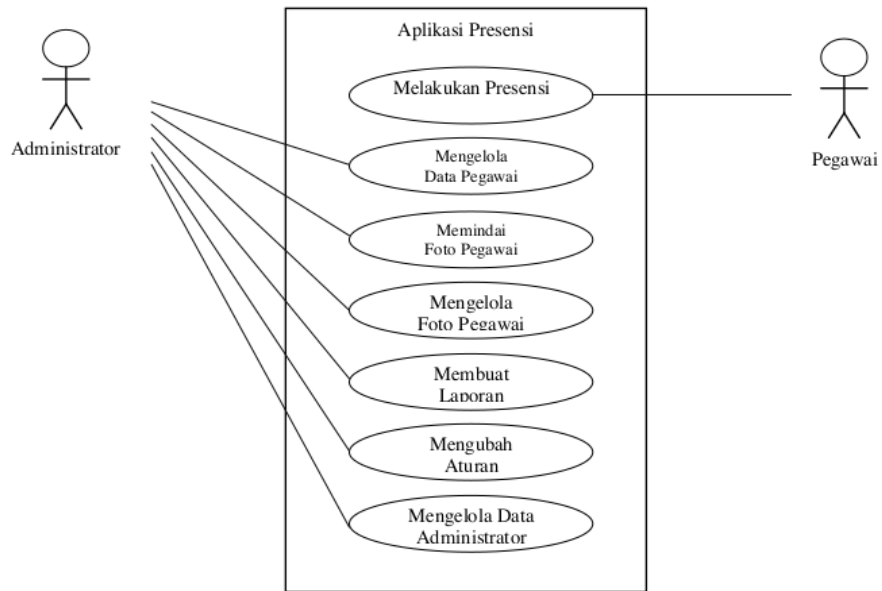 Aplikasi Presensi
Melakukan Presensi
Administrator
Pegawai
Mengelola
Data Pegawai
Memindai
Foto Pegawai
Mengelola
Foto Pegawai
Membuat
Laporan
Mengubah
Aturan
Mengelola Data
Administrator